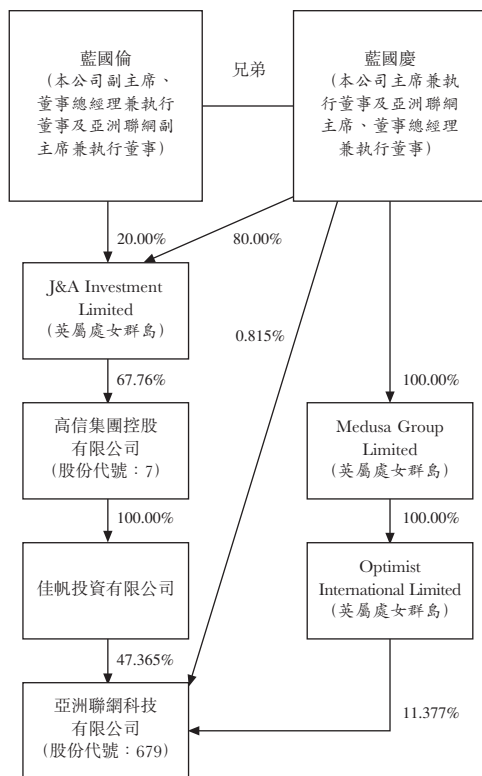 藍國倫
（本公司副主席、
董事總經理兼執行
董事及亞洲聯網副
主席兼執行董事）
兄弟
藍國慶
（本公司主席兼執
行董事及亞洲聯網
主席、董事總經理
兼執行董事）
20.00%
80.00%
J&A Investment
Limited
（英屬處女群島）
0.815%
67.76%
100.00%
高信集團控股
有限公司
（股份代號：7）
Medusa Group
Limited
（英屬處女群島）
100.00%
100.00%
佳帆投資有限公司
Optimist
International Limited
（英屬處女群島）
47.365%
亞洲聯網科技
有限公司
（股份代號：679）
11.377%